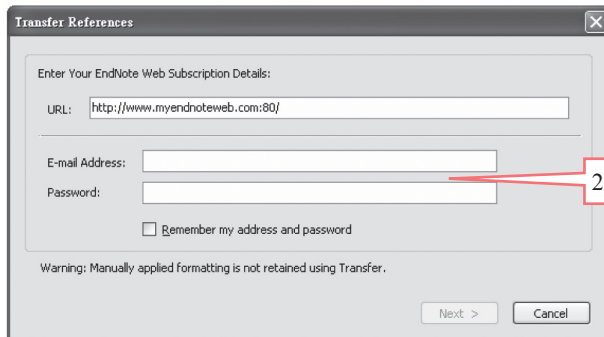 Transfer References
Enter Your EndNote Web Subscription Details:
URL: http://www.myendnoteweb.com:80/
E-mail Address:
Password:
2
Remember my address and password
Warning: Manually applied formatting is not retained using Transfer.
Next > Cancel